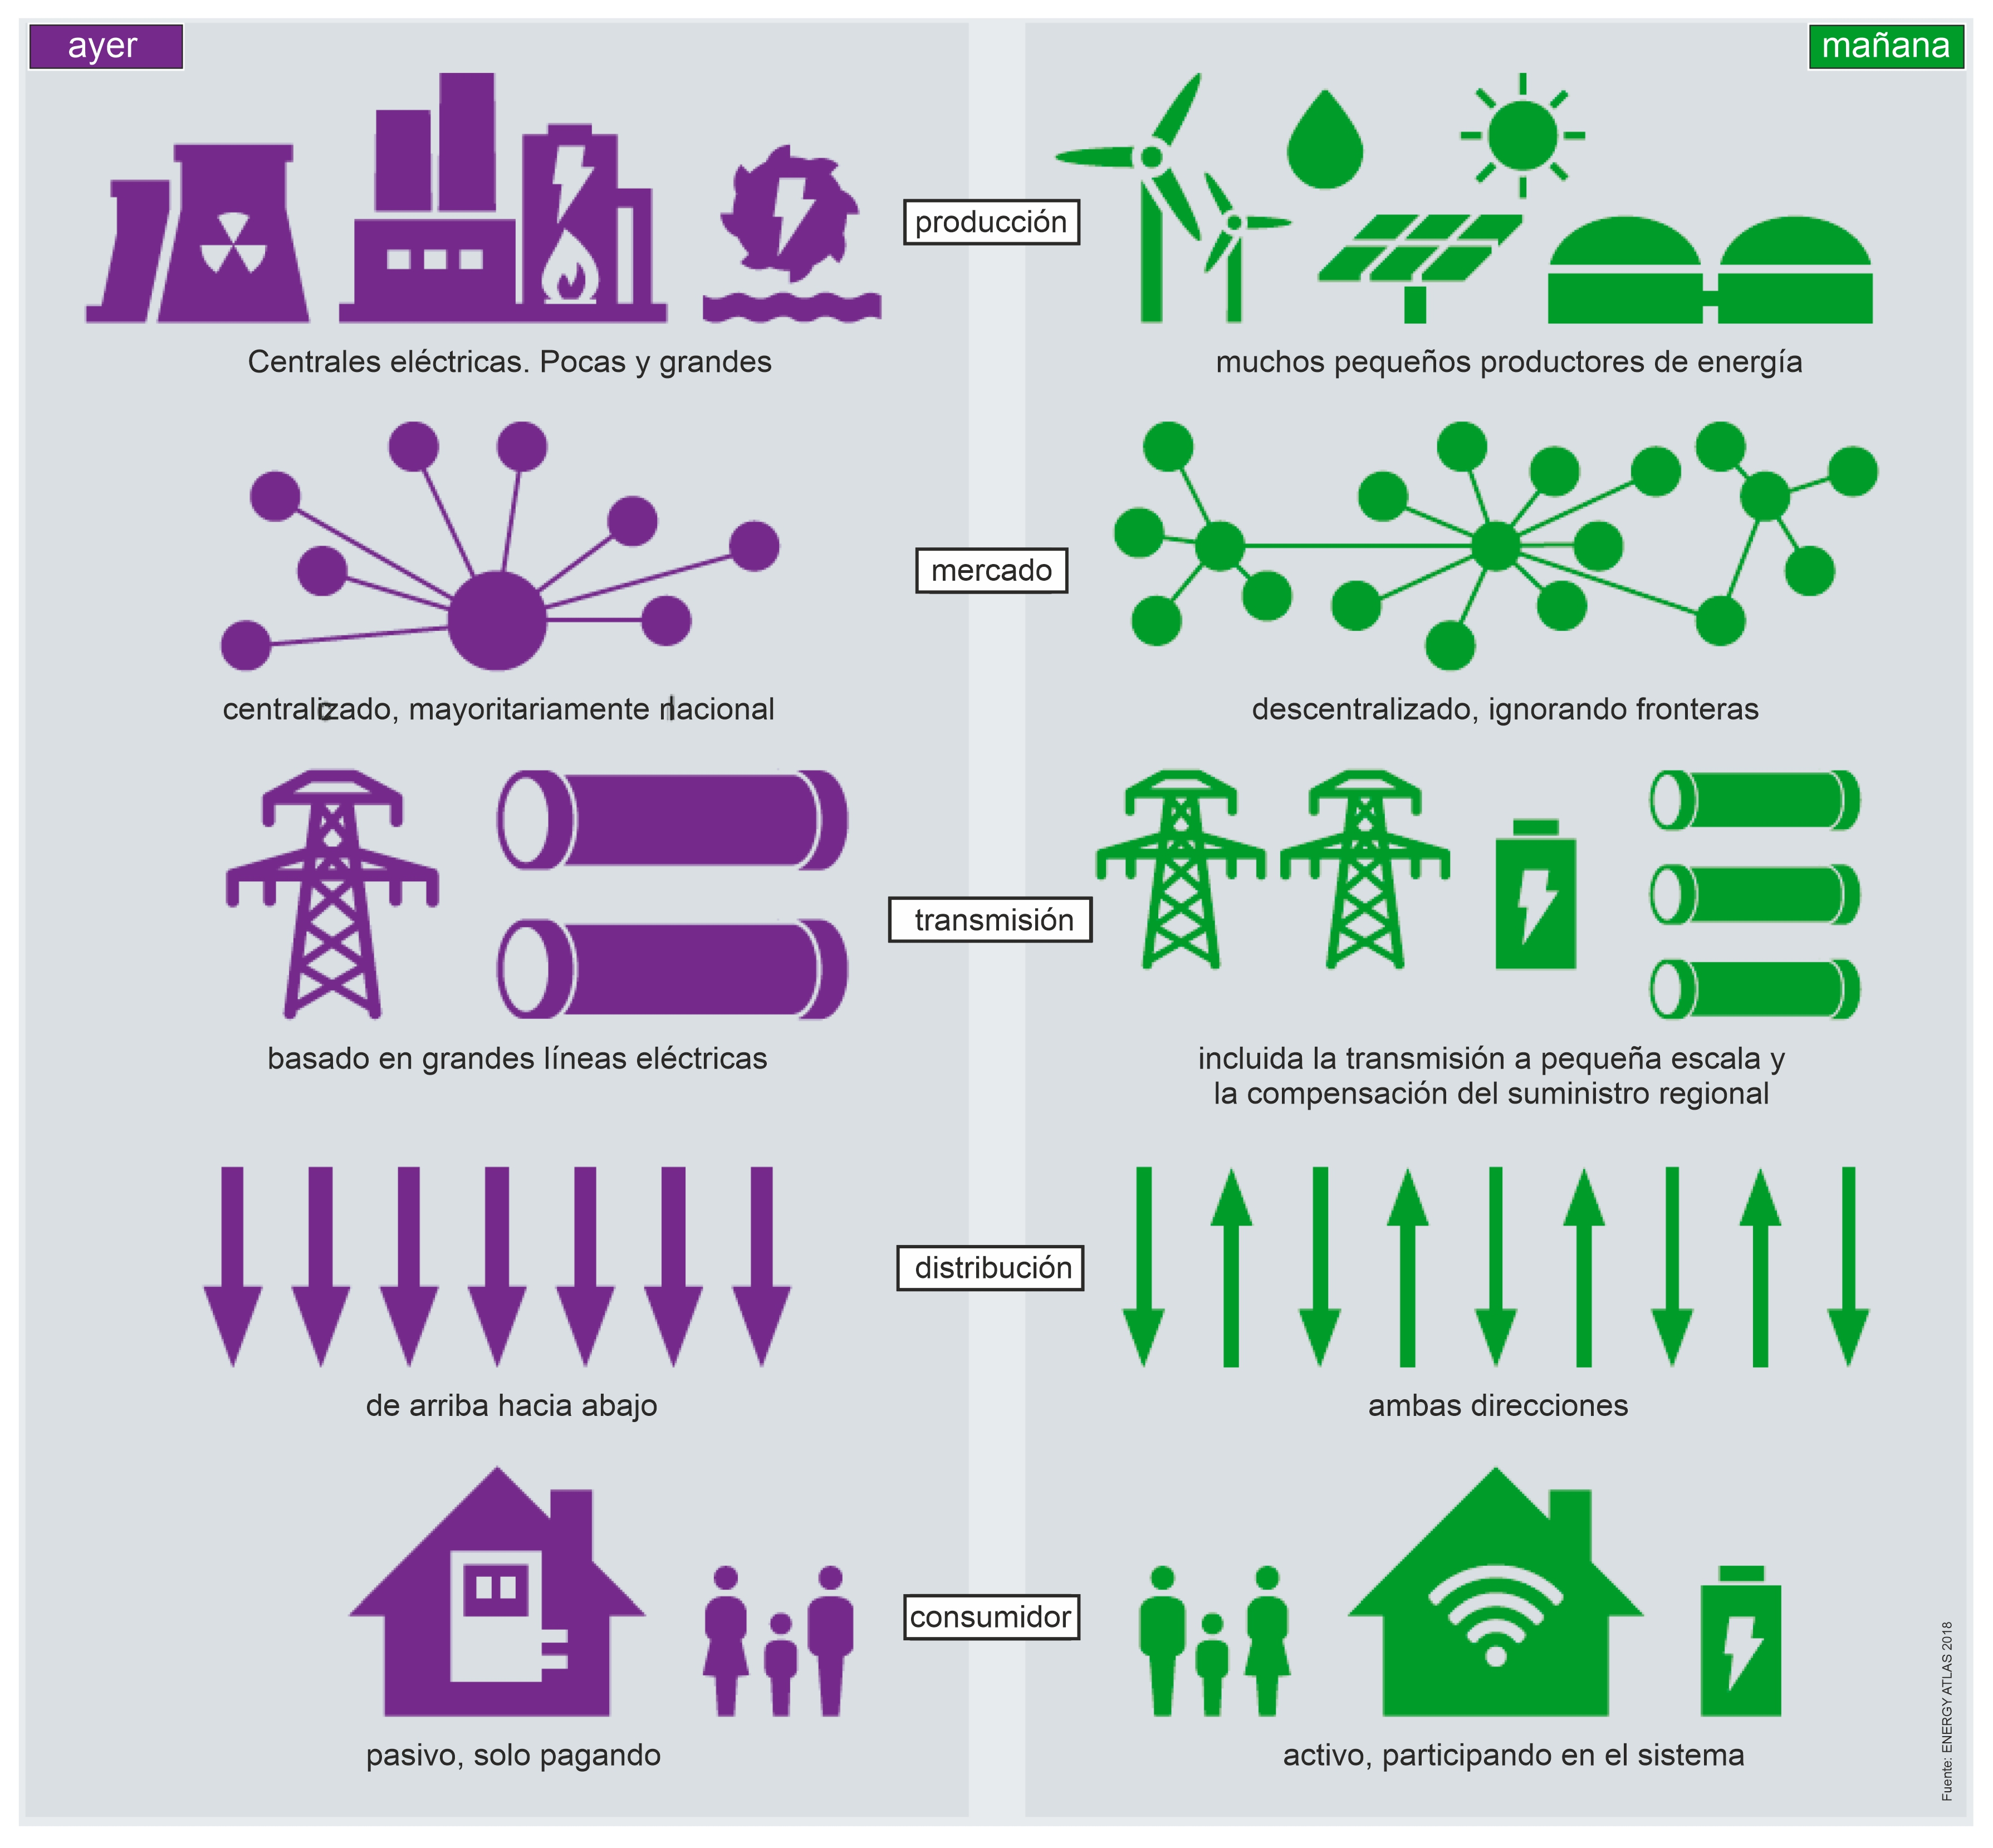 ayer
mañana
producción
Centrales eléctricas. Pocas y grandes
muchos pequeños productores de energía
mercado
centralizado, mayoritariamente nacional
descentralizado, ignorando fronteras
transmisión
basado en grandes líneas eléctricas
incluida la transmisión a pequeña escala y
la compensación del suministro regional
distribución
de arriba hacia abajo
ambas direcciones
consumidor
pasivo, solo pagando
activo, participando en el sistema
Fuente: ENERGY ATLAS 2018